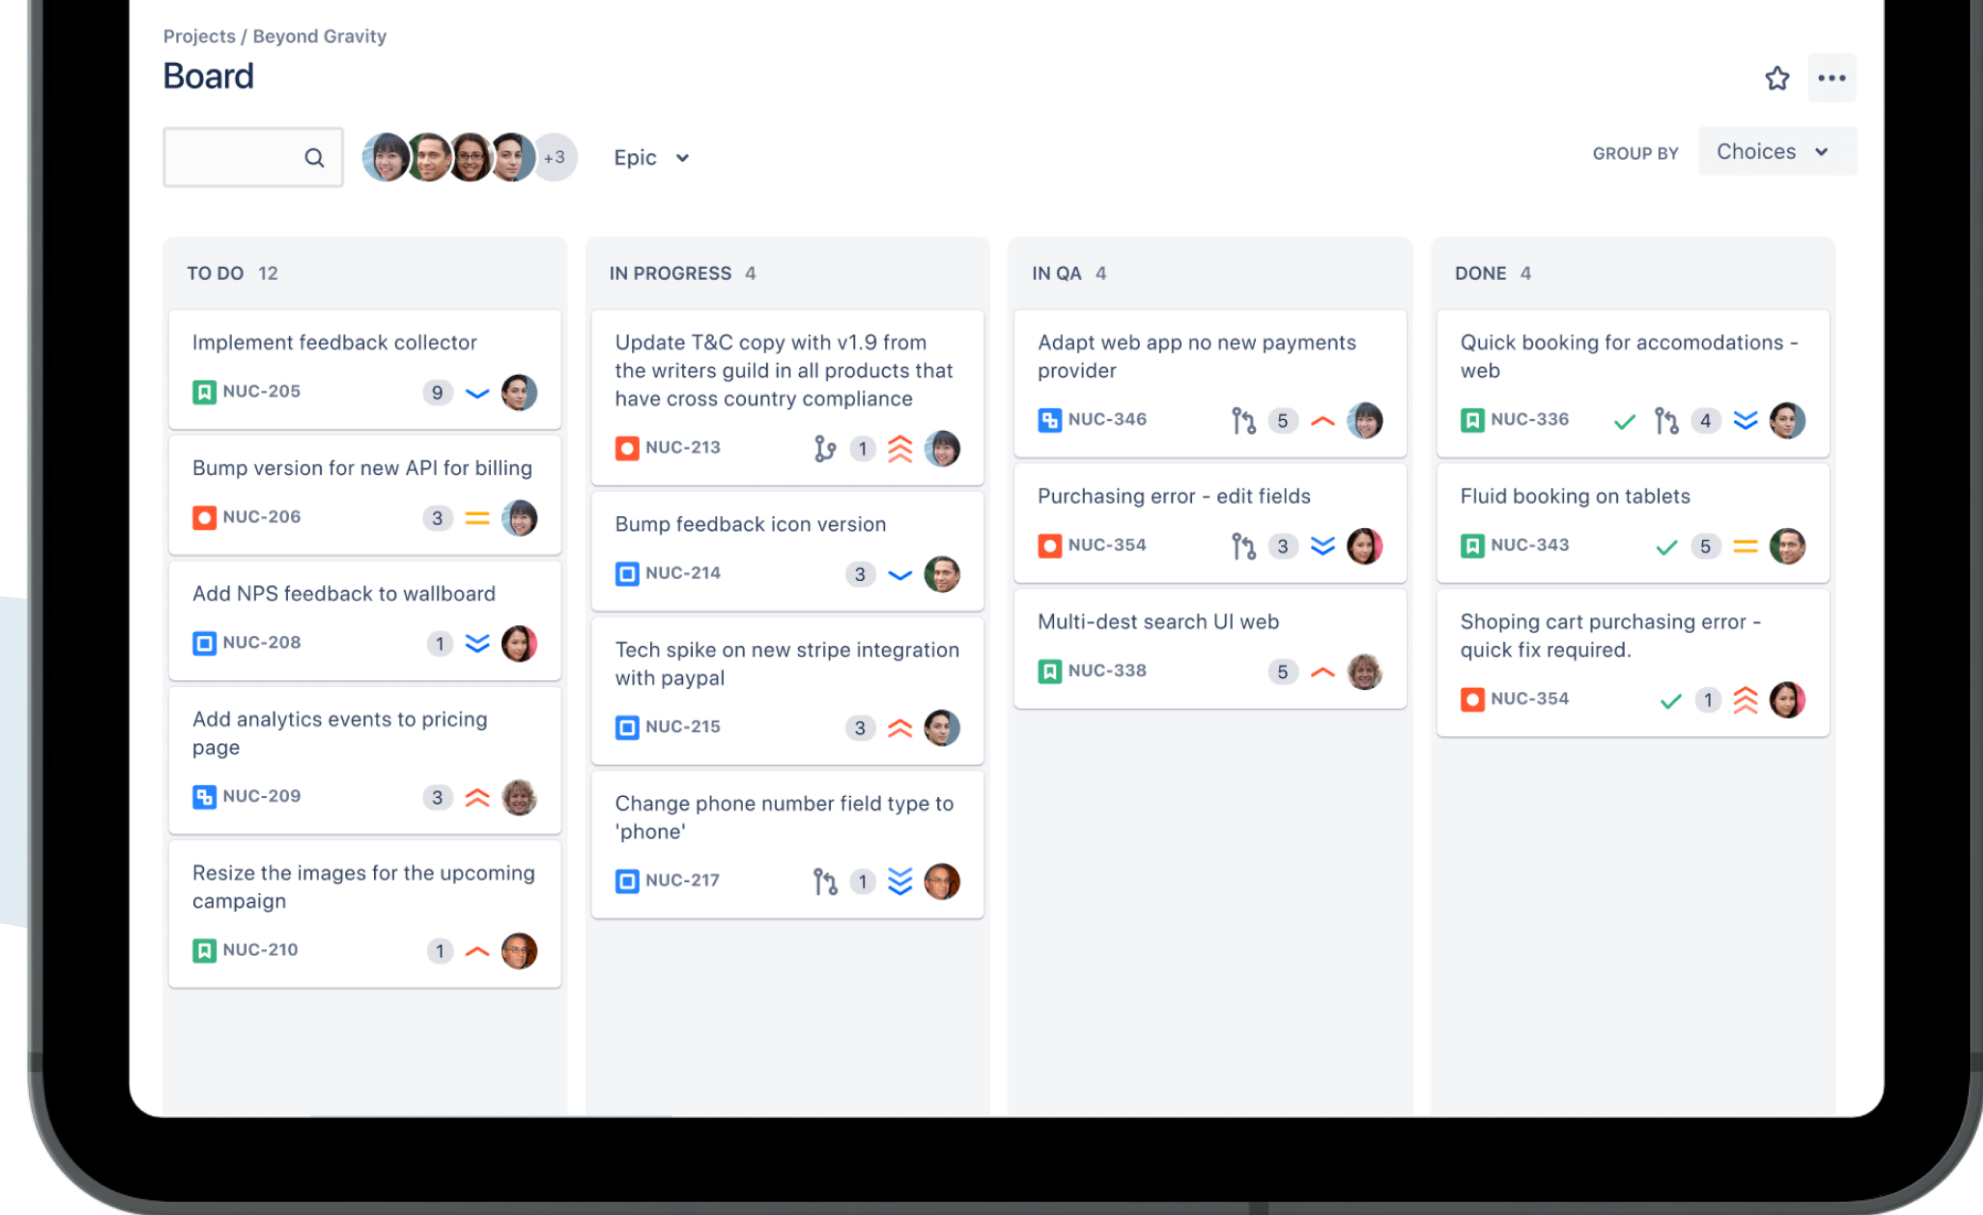 Projects / Beyond Gravity
Board
+3
Epic
GROUP BY
Choices
TO DO 12
Implement feedback collector
NUC-205
9
Bump version for new API for billing
NUC-206
3
Add NPS feedback to wallboard
NUC-208
1
Add analytics events to pricing
page
NUC-209
3
Resize the images for the upcoming
campaign
NUC-210
1
IN PROGRESS 4
Update T&C copy with v1.9 from
the writers guild in all products that
have cross country compliance
NUC-213
1
Bump feedback icon version
NUC-214
3
Tech spike on new stripe integration
with paypal
NUC-215
3
Change phone number field type to
'phone'
NUC-217
1
IN QA 4
Adapt web app no new payments
provider
NUC-346
5
Purchasing error - edit fields
NUC-354
3
Multi-dest search UI web
NUC-338
5
DONE 4
Quick booking for accomodations -
web
NUC-336
4
Fluid booking on tablets
NUC-343
5
Shoping cart purchasing error -
quick fix required.
NUC-354
1